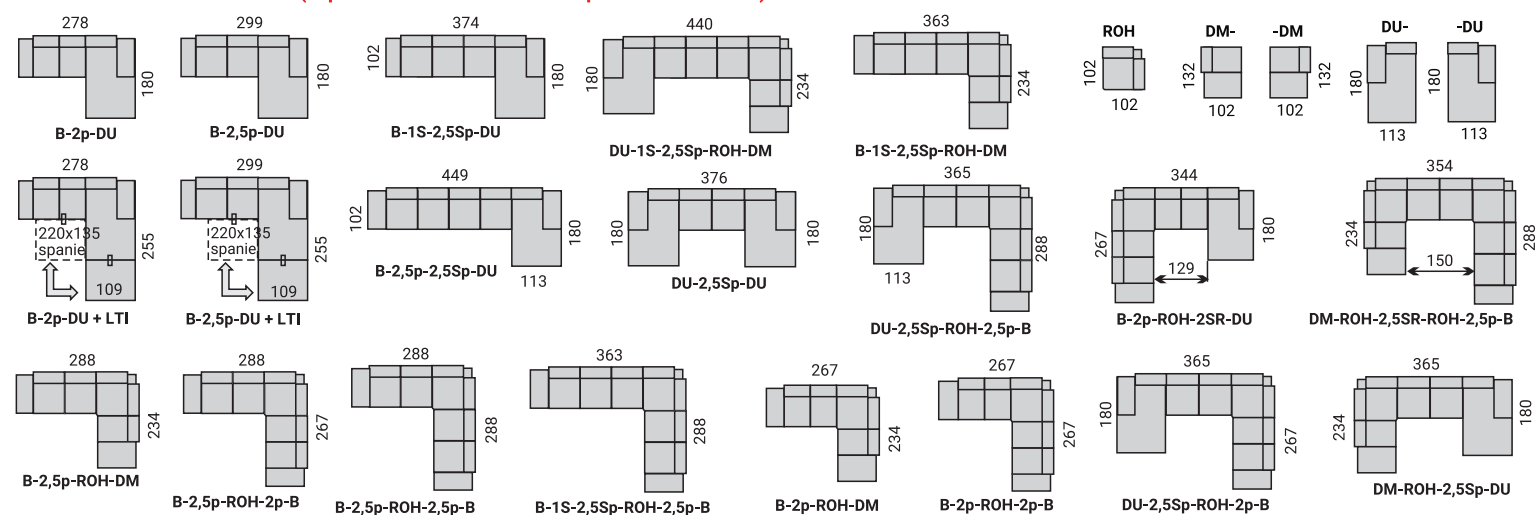 278
180
B-2p-DU
299
180
B-2,5p-DU
374
102
180
B-1S-2,5Sp-DU
440
180
234
DU-1S-2,5Sp-ROH-DM
363
234
B-1S-2,5Sp-ROH-DM
ROH
102
102
DM-
132
102
-DM
132
102
DU-
180
113
-DU
180
113
278
220x135
spanie
255
109
B-2p-DU + LTI
299
220x135
spanie
255
109
B-2,5p-DU + LTI
449
102
180
113
B-2,5p-2,5Sp-DU
376
180
180
DU-2,5Sp-DU
365
180
113
288
DU-2,5Sp-ROH-2,5p-B
344
267
180
129
B-2p-ROH-2SR-DU
354
234
288
150
DM-ROH-2,5SR-ROH-2,5p-B
288
234
B-2,5p-ROH-DM
288
267
B-2,5p-ROH-2p-B
288
288
B-2,5p-ROH-2,5p-B
363
288
B-1S-2,5Sp-ROH-2,5p-B
267
234
B-2p-ROH-DM
267
267
B-2p-ROH-2p-B
365
180
267
DU-2,5Sp-ROH-2p-B
365
234
180
DM-ROH-2,5Sp-DU